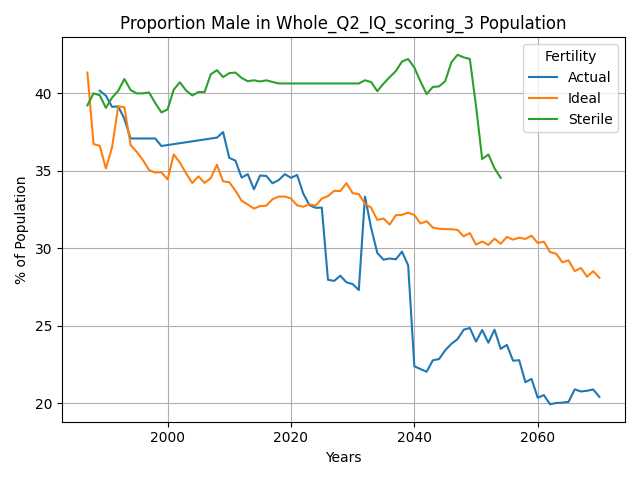 Proportion Male in Whole_Q2_IQ_scoring_3 Population
Fertility
Actual
Ideal
Sterile
% of Population
40
35
30
25
20
2000
2020
2040
2060
Years